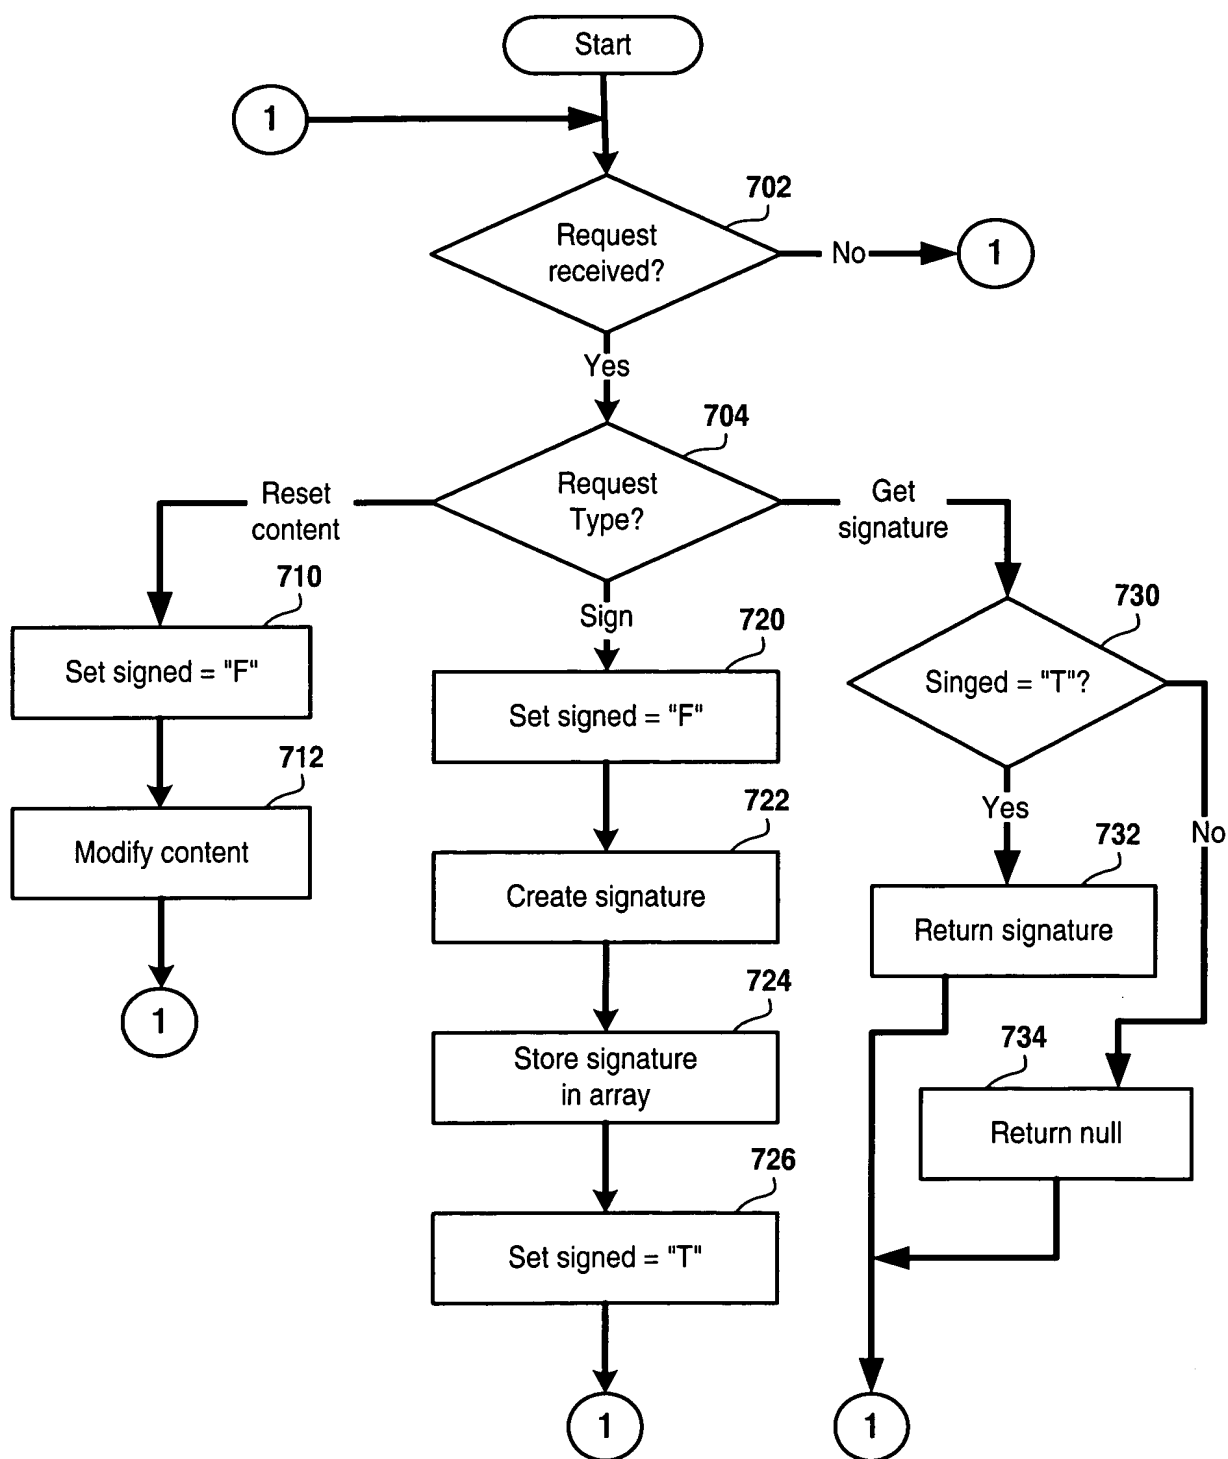 Start
1
702
Request
received?
No
1
Yes
704
Request
Type?
Reset
content
Get
signature
Sign
710
Set signed = "F"
712
Modify content
1
720
Set signed = "F"
722
Create signature
724
Store signature
in array
726
Set signed = "T"
1
730
Singed = "T"?
Yes
No
732
Return signature
734
Return null
1